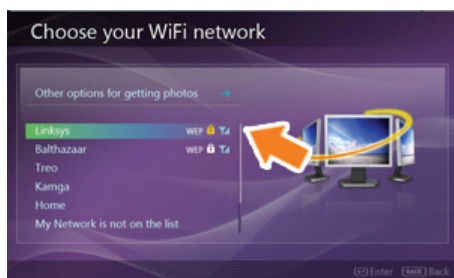 Choose your WiFi network
Other options for getting photos
Linksys WEP
Balthazaar WEP
Treo
Kamga
Home
My Network is not on the list
Enter BACK Back